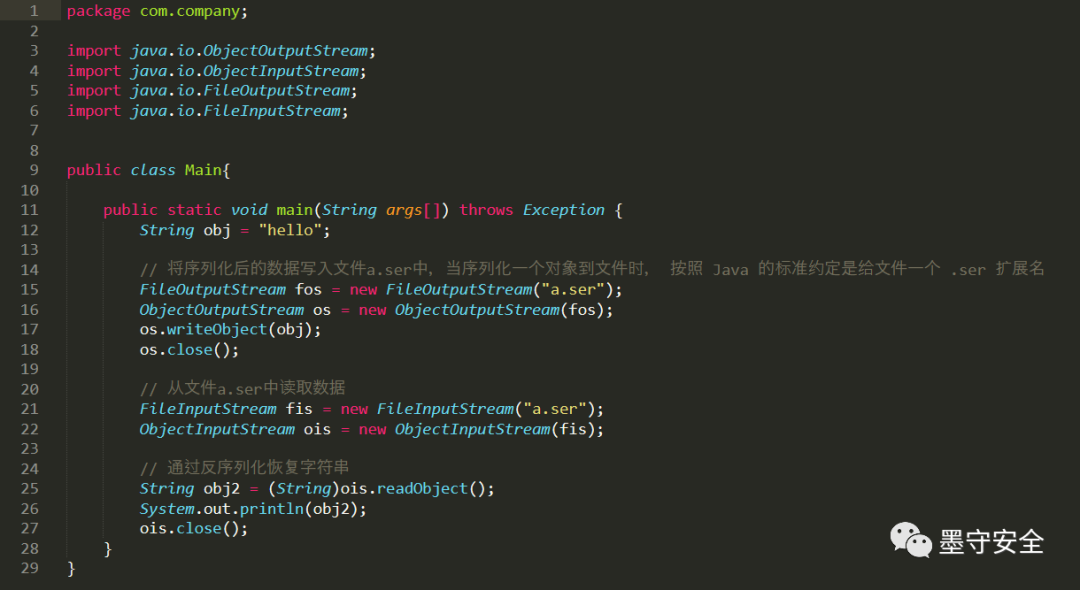 1 package com.company;
2
3 import java.io.ObjectOutputStream;
4 import java.io.ObjectInputStream;
5 import java.io.FileOutputStream;
6 import java.io.FileInputStream;
7
8
9 public class Main{
10
11 public static void main(String args[]) throws Exception {
12 String obj = "hello";
13
14 // 将序列化后的数据写入文件a.ser中，当序列化一个对象到文件时， 按照 Java 的标准约定是给文件一个 .ser 扩展名
15 FileOutputStream fos = new FileOutputStream("a.ser");
16 ObjectOutputStream os = new ObjectOutputStream(fos);
17 os.writeObject(obj);
18 os.close();
19
20 // 从文件a.ser中读取数据
21 FileInputStream fis = new FileInputStream("a.ser");
22 ObjectInputStream ois = new ObjectInputStream(fis);
23
24 // 通过反序列化恢复字符串
25 String obj2 = (String)ois.readObject();
26 System.out.println(obj2);
27 ois.close();
28 }
29 }
墨守安全